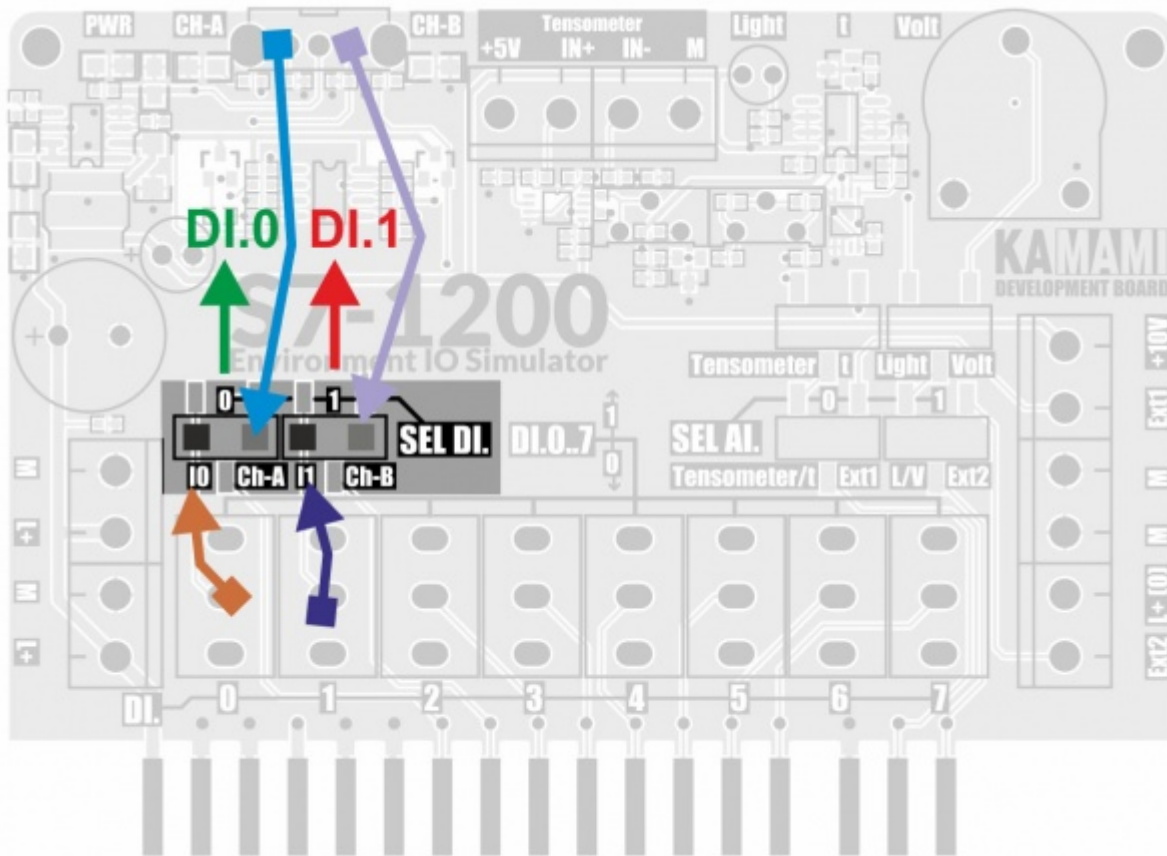 PWR CH-A CH-B Tensometer Light t Volt
+5V IN+ IN- M
DI.0 DI.1
S7-1200
Environment IO Simulator
KAMAMI
DEVELOPMENT BOARD
+10V
Ext1
M
M
L+ [0]
Ext2
Tensometer t Light Volt
0 1 SEL DI. DI.0..7 1 0 SEL AI. 0 1
I0 Ch-A I1 Ch-B Tensometer/t Ext1 L/V Ext2
M
L+
M
L+
DI. 0 1 2 3 4 5 6 7
+
+